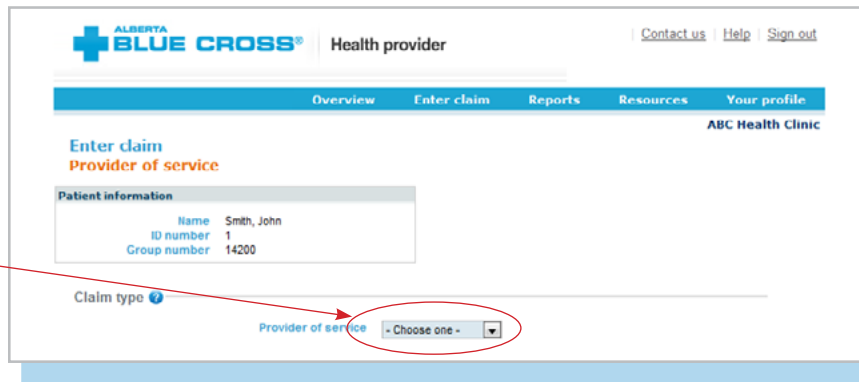 ALBERTA
BLUE CROSS® Health provider
Contact us | Help | Sign out
Overview Enter claim Reports Resources Your profile
ABC Health Clinic
Enter claim
Provider of service
Patient information
Name Smith, John
ID number 1
Group number 14200
Claim type ?
Provider of service - Choose one -